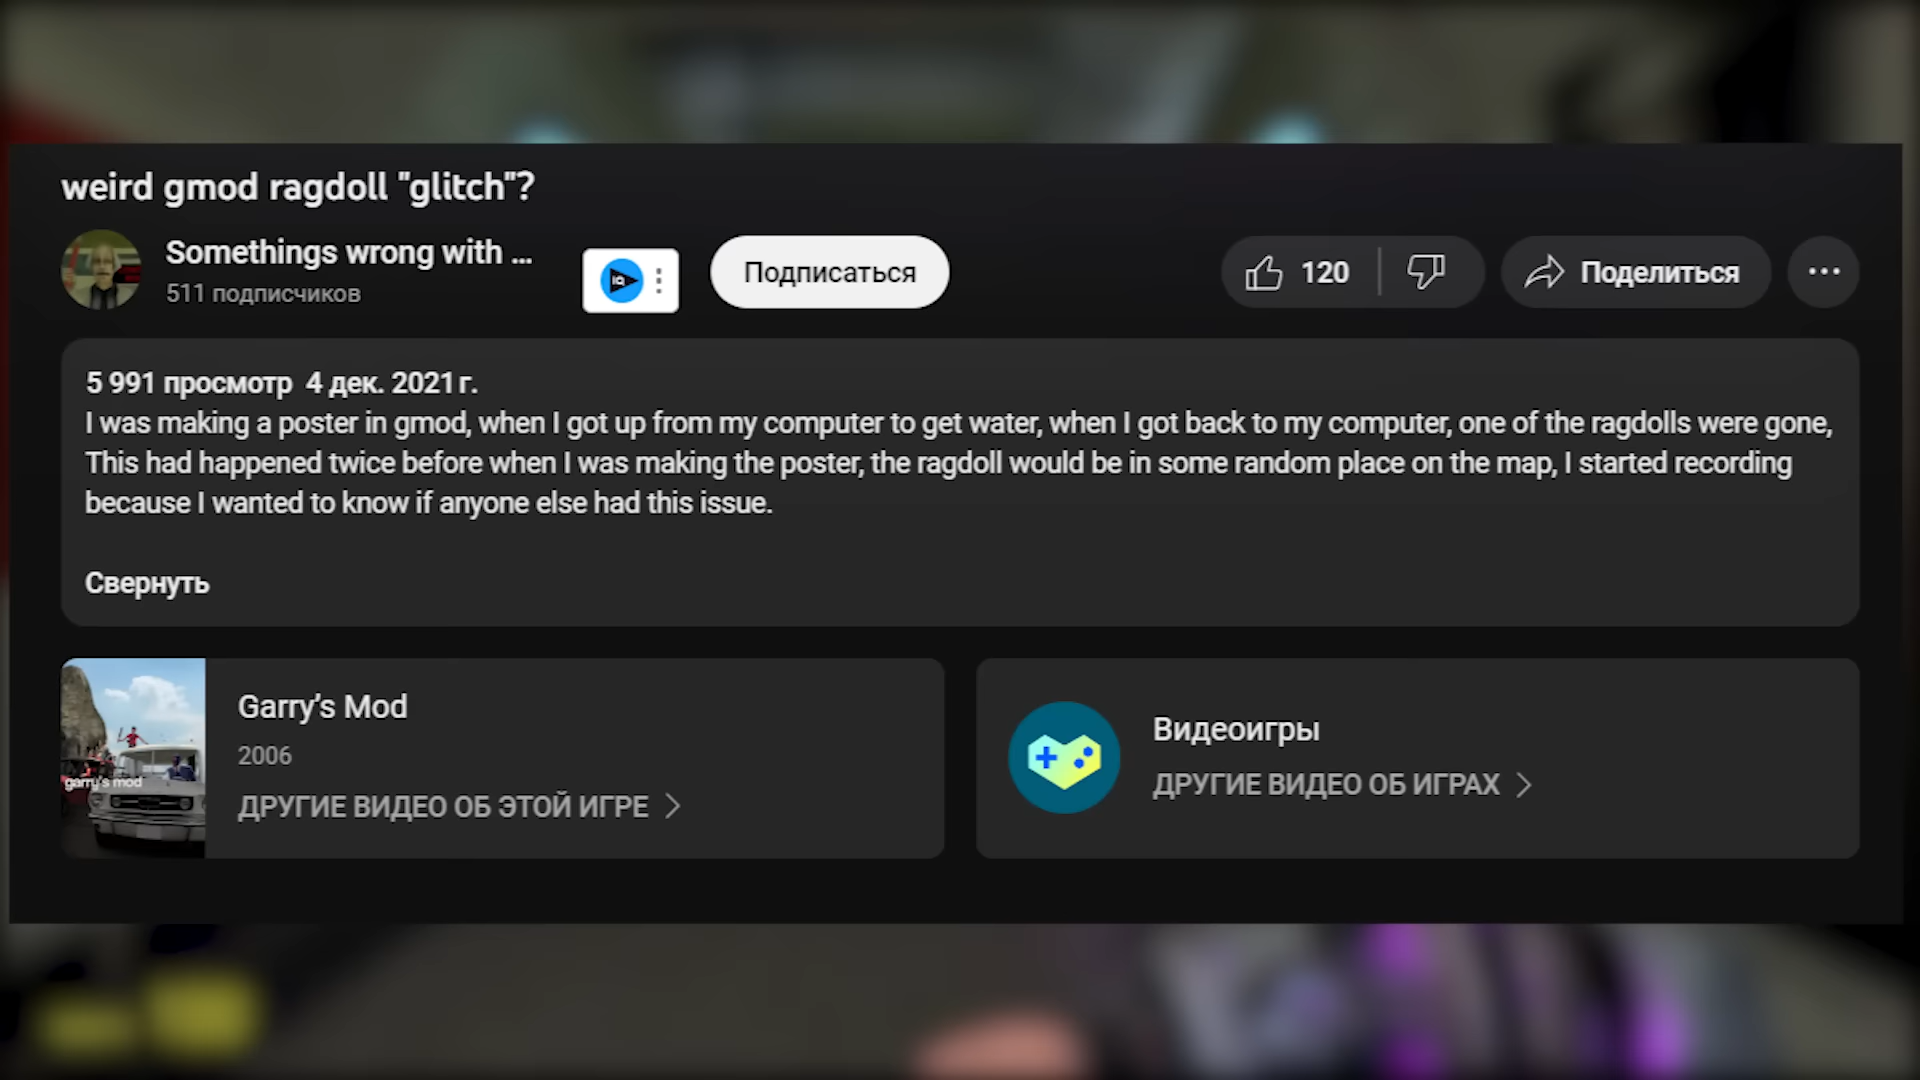 weird gmod ragdoll "glitch"?
Somethings wrong with ...
511 подписчиков
IQ
Подписаться
120
Поделиться
5 991 просмотр 4 дек. 2021 г.
I was making a poster in gmod, when I got up from my computer to get water, when I got back to my computer, one of the ragdolls were gone,
This had happened twice before when I was making the poster, the ragdoll would be in some random place on the map, I started recording
because I wanted to know if anyone else had this issue.
Свернуть
garry's mod
Garry's Mod
2006
ДРУГИЕ ВИДЕО ОБ ЭТОЙ ИГРЕ
Видеоигры
ДРУГИЕ ВИДЕО ОБ ИГРАХ